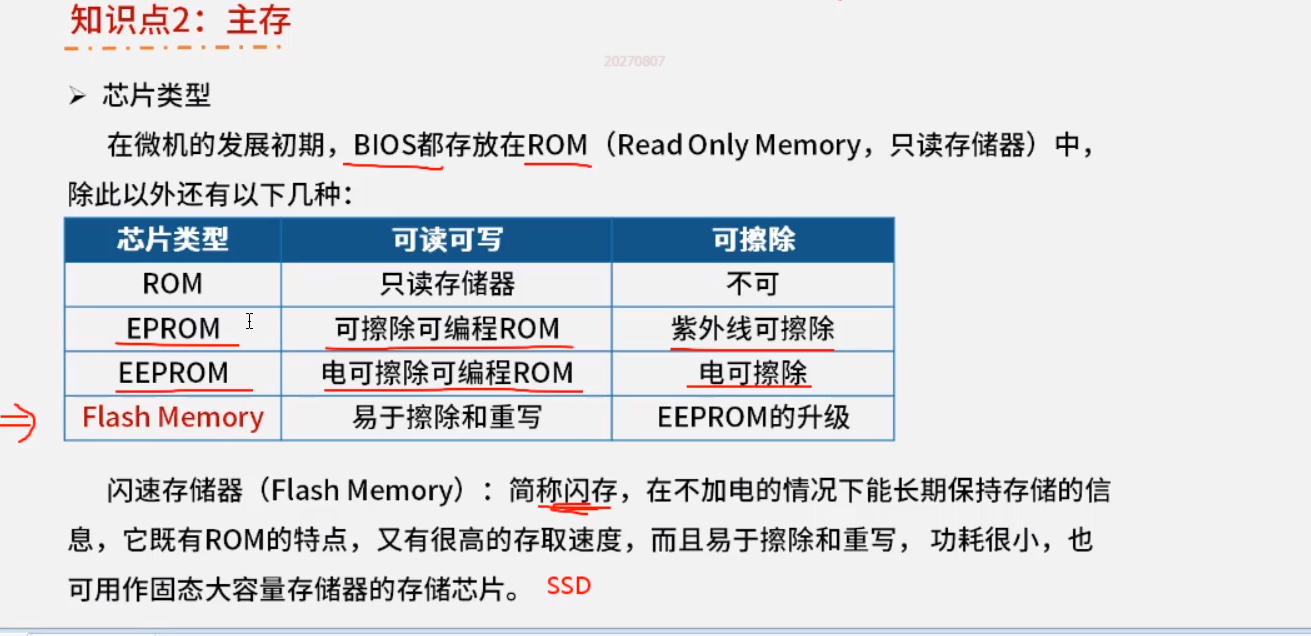 知识点2：主存
20270807
➢ 芯片类型
在微机的发展初期，BIOS都存放在ROM（Read Only Memory，只读存储器）中，
除此以外还有以下几种：
芯片类型 可读可写 可擦除
ROM 只读存储器 不可
EPROM 可擦除可编程ROM 紫外线可擦除
EEPROM 电可擦除可编程ROM 电可擦除
Flash Memory 易于擦除和重写 EEPROM的升级
闪速存储器（Flash Memory）：简称闪存，在不加电的情况下能长期保持存储的信
息，它既有ROM的特点，又有很高的存取速度，而且易于擦除和重写， 功耗很小，也
可用作固态大容量存储器的存储芯片。 SSD